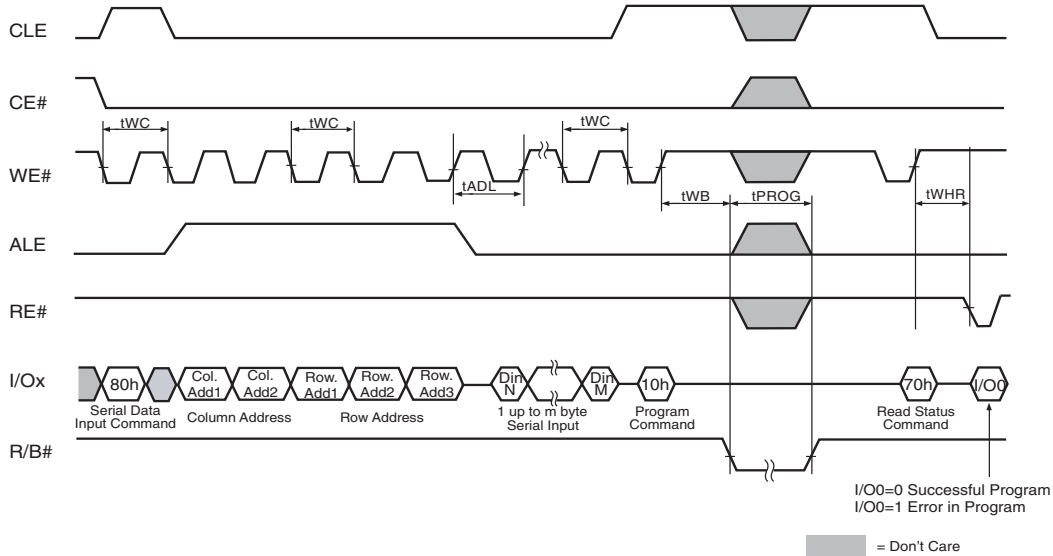 CLE
CE#
tWC
tWC
tWC
WE#
tADL
tWB
tPROG
tWHR
ALE
RE#
I/Ox
80h
Col.
Add1
Col.
Add2
Row.
Add1
Row.
Add2
Row.
Add3
Din
N
Din
M
10h
70h
I/O0
Serial Data
Input Command
Column Address
Row Address
1 up to m byte
Serial Input
Program
Command
Read Status
Command
R/B#
I/O0=0 Successful Program
I/O0=1 Error in Program
= Don't Care